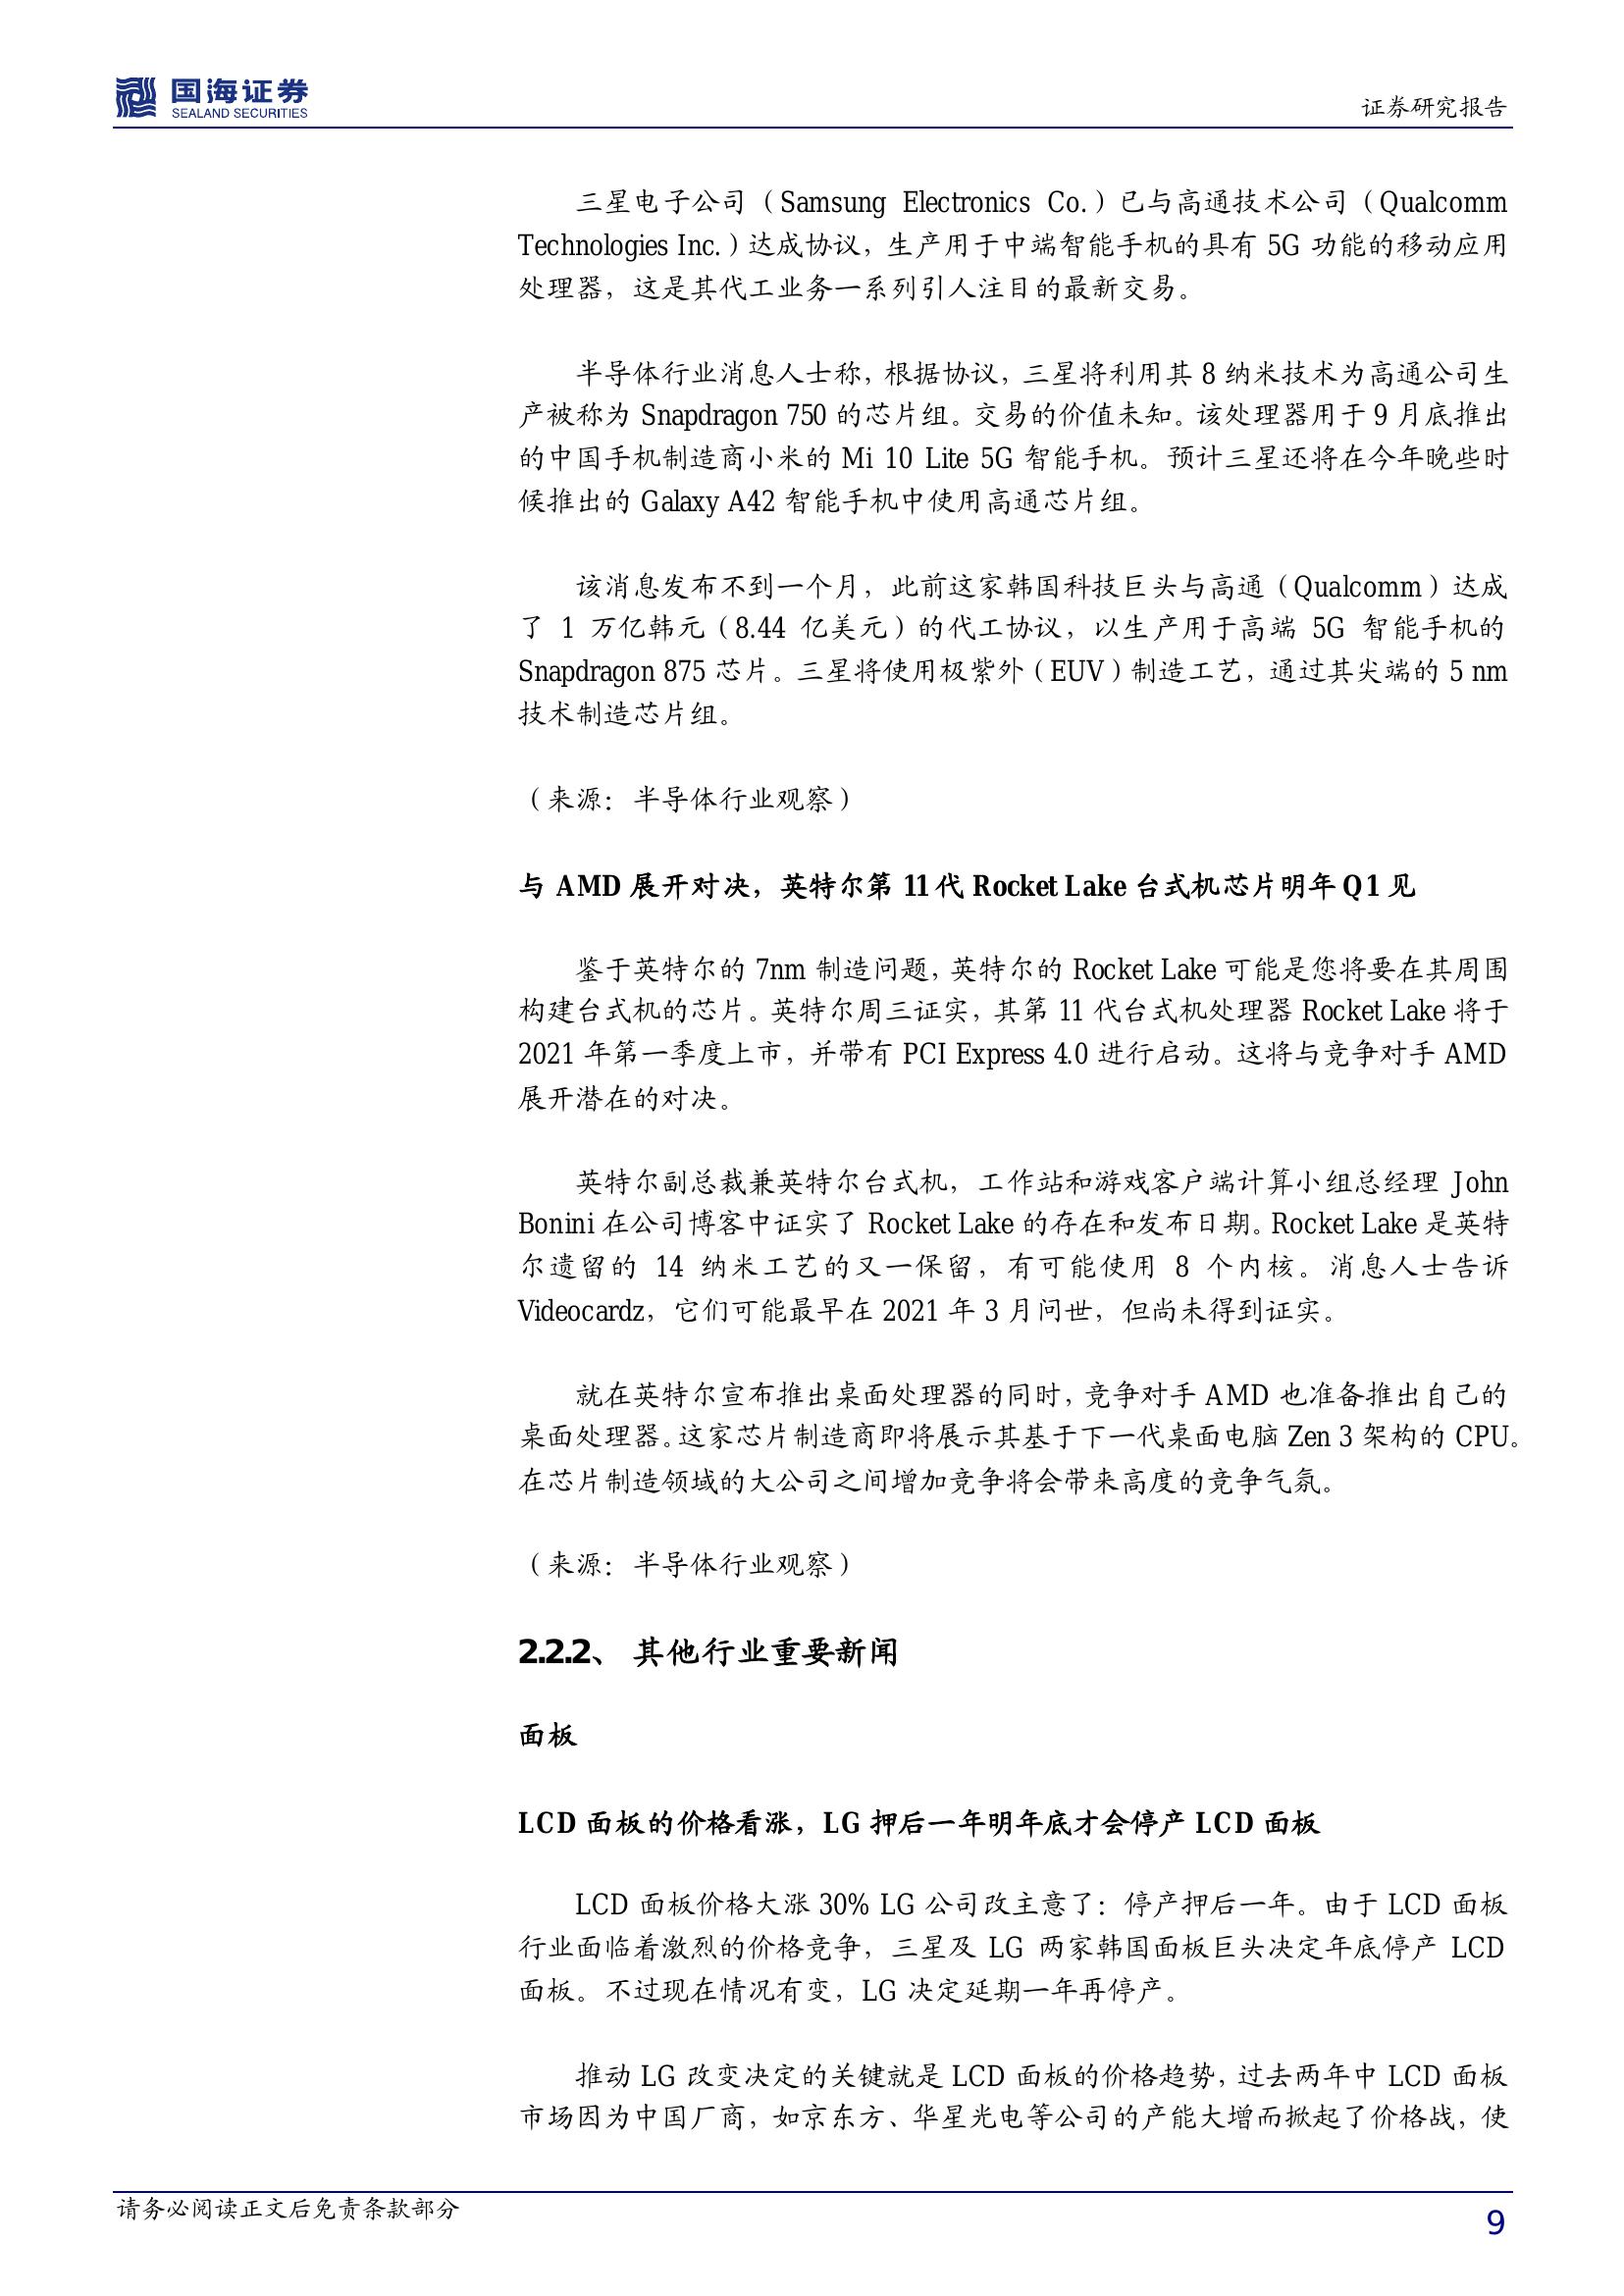 国海证券
SEALAND SECURITIES
证券研究报告
三星电子公司（Samsung Electronics Co.）已与高通技术公司（Qualcomm
Technologies Inc.）达成协议，生产用于中端智能手机的具有 5G 功能的移动应用
处理器，这是其代工业务一系列引人注目的最新交易。
半导体行业消息人士称，根据协议，三星将利用其 8 纳米技术为高通公司生
产被称为 Snapdragon 750 的芯片组。交易的价值未知。该处理器用于 9 月底推出
的中国手机制造商小米的 Mi 10 Lite 5G 智能手机。预计三星还将在今年晚些时
候推出的 Galaxy A42 智能手机中使用高通芯片组。
该消息发布不到一个月，此前这家韩国科技巨头与高通（Qualcomm）达成
了 1 万亿韩元（8.44 亿美元）的代工协议，以生产用于高端 5G 智能手机的
Snapdragon 875 芯片。三星将使用极紫外（EUV）制造工艺，通过其尖端的 5 nm
技术制造芯片组。
（来源：半导体行业观察）
与 AMD 展开对决，英特尔第 11 代 Rocket Lake 台式机芯片明年 Q1 见
鉴于英特尔的 7nm 制造问题，英特尔的 Rocket Lake 可能是您将要在其周围
构建台式机的芯片。英特尔周三证实，其第 11 代台式机处理器 Rocket Lake 将于
2021 年第一季度上市，并带有 PCI Express 4.0 进行启动。这将与竞争对手 AMD
展开潜在的对决。
英特尔副总裁兼英特尔台式机，工作站和游戏客户端计算小组总经理 John
Bonini 在公司博客中证实了 Rocket Lake 的存在和发布日期。Rocket Lake 是英特
尔遗留的 14 纳米工艺的又一保留，有可能使用 8 个内核。消息人士告诉
Videocardz，它们可能最早在 2021 年 3 月问世，但尚未得到证实。
就在英特尔宣布推出桌面处理器的同时，竞争对手 AMD 也准备推出自己的
桌面处理器。这家芯片制造商即将展示其基于下一代桌面电脑 Zen 3 架构的 CPU。
在芯片制造领域的大公司之间增加竞争将会带来高度的竞争气氛。
（来源：半导体行业观察）
2.2.2、 其他行业重要新闻
面板
LCD 面板的价格看涨，LG 押后一年明年底才会停产 LCD 面板
LCD 面板价格大涨 30% LG 公司改主意了：停产押后一年。由于 LCD 面板
行业面临着激烈的价格竞争，三星及 LG 两家韩国面板巨头决定年底停产 LCD
面板。不过现在情况有变，LG 决定延期一年再停产。
推动 LG 改变决定的关键就是 LCD 面板的价格趋势，过去两年中 LCD 面板
市场因为中国厂商，如京东方、华星光电等公司的产能大增而掀起了价格战，使
请务必阅读正文后免责条款部分
9